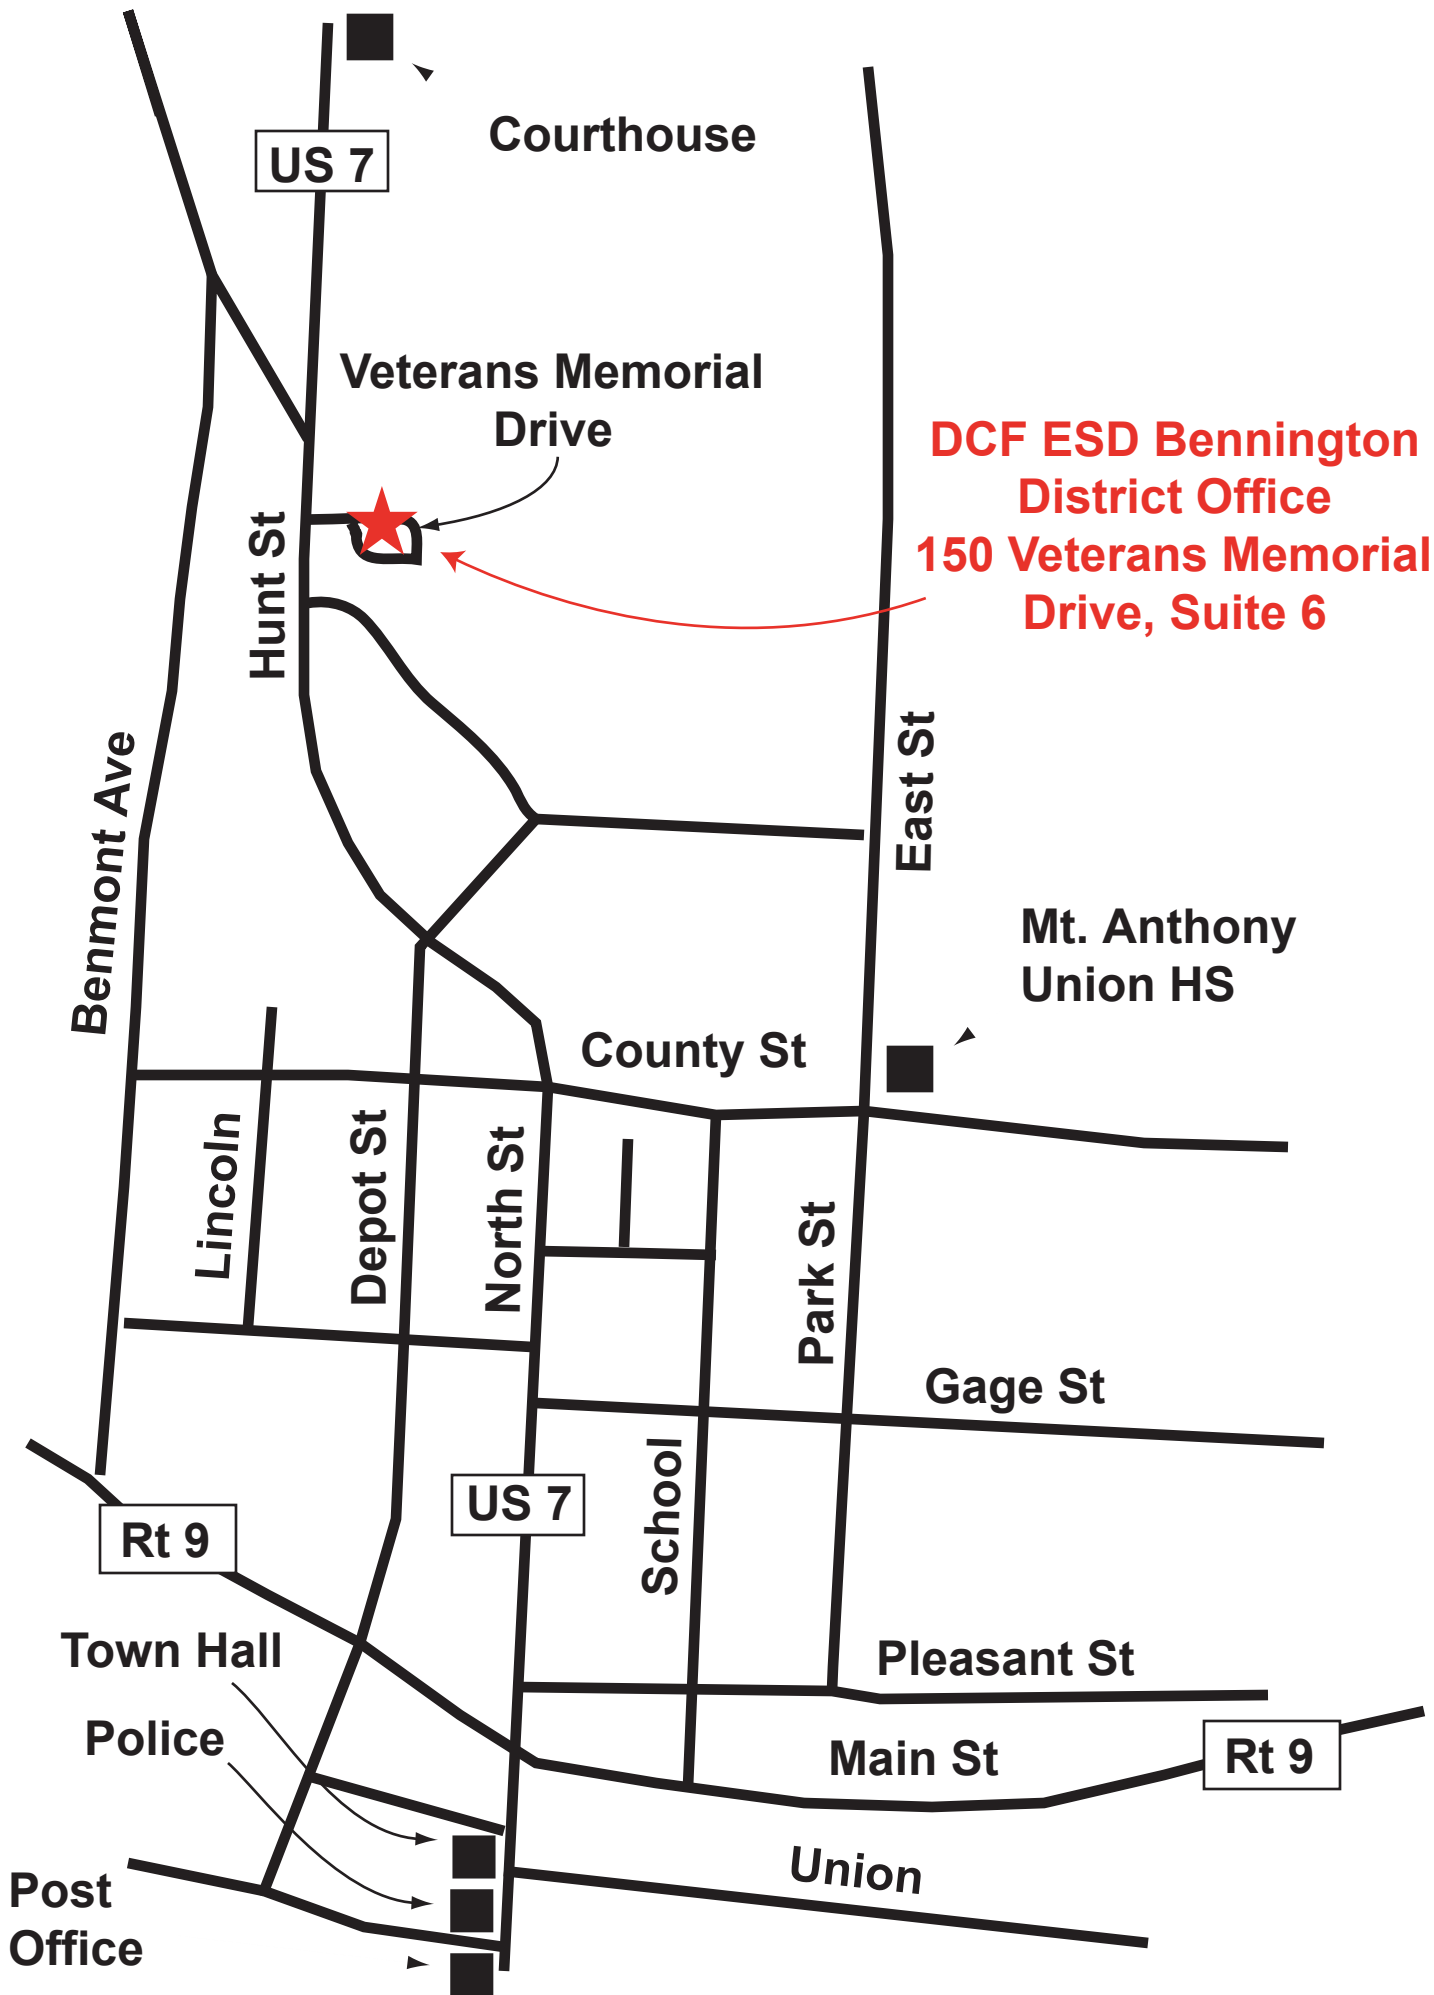 Courthouse
US 7
Veterans Memorial
Drive
DCF ESD Bennington
District Office
150 Veterans Memorial
Drive, Suite 6
Hunt St
East St
Benmont Ave
Mt. Anthony
Union HS
County St
Lincoln
Depot St
North St
Park St
Gage St
School
US 7
Rt 9
Town Hall
Pleasant St
Police
Main St
Rt 9
Union
Post
Office